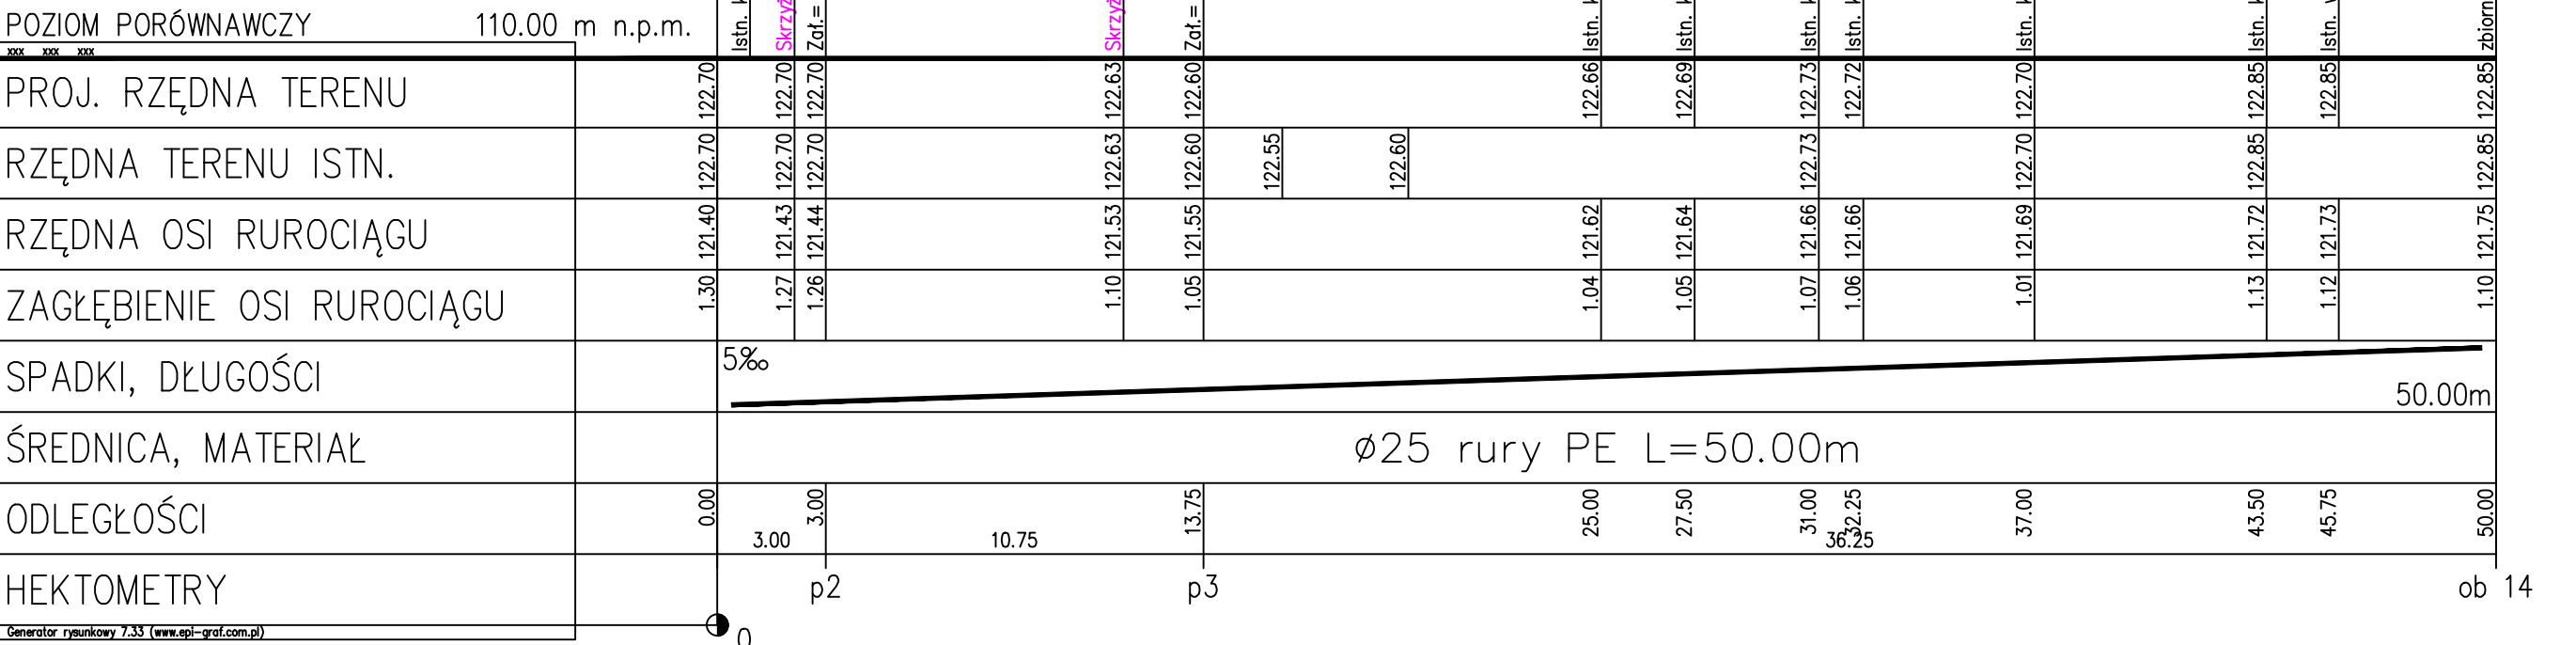 POZIOM PORÓWNAWCZY 110.00 m n.p.m. Istn. Skrzyż Zał.= Skrzyż Zał.= Istn. Istn. Istn. Istn. Istn. Istn. Istn. zbiorn
xxx xxx xxx
PROJ. RZĘDNA TERENU 122.70 122.70 122.70 122.63 122.60 122.66 122.69 122.73 122.72 122.70 122.85 122.85 122.85
RZĘDNA TERENU ISTN. 122.70 122.70 122.70 122.63 122.60 122.55 122.60 122.73 122.70 122.85 122.85
RZĘDNA OSI RUROCIĄGU 121.40 121.43 121.44 121.53 121.55 121.62 121.64 121.66 121.66 121.69 121.72 121.73 121.75
ZAGŁĘBIENIE OSI RUROCIĄGU 1.30 1.27 1.26 1.10 1.05 1.04 1.05 1.07 1.06 1.01 1.13 1.12 1.10
SPADKI, DŁUGOŚCI 5‰ 50.00m
ŚREDNICA, MATERIAŁ ø25 rury PE L=50.00m
ODLEGŁOŚCI 0.00 3.00 13.75 25.00 27.50 31.00 32.25 37.00 43.50 45.75 50.00
3.00 10.75 36.25
HEKTOMETRY p2 p3 ob 14
Generator rysunkowy 7.33 (www.epi-graf.com.pl)
0